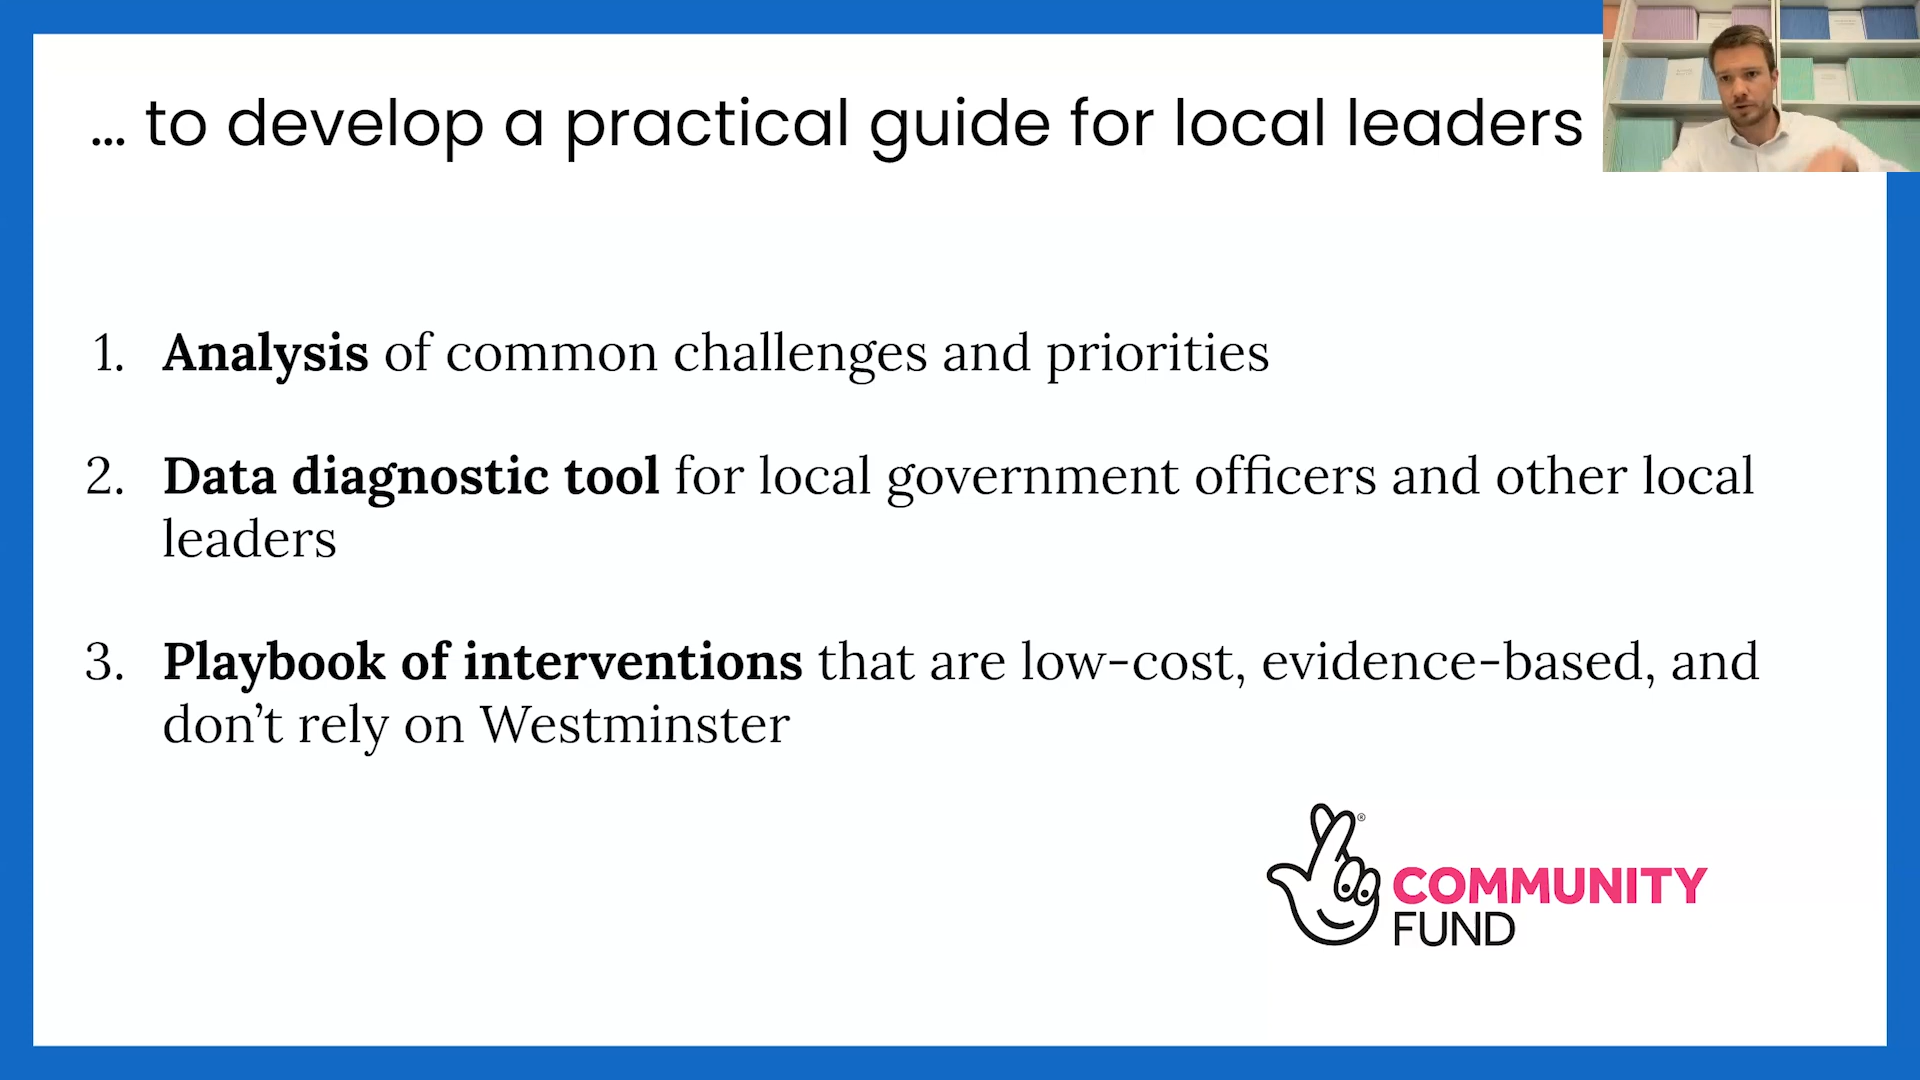 ... to develop a practical guide for local leaders
1. Analysis of common challenges and priorities
2. Data diagnostic tool for local government officers and other local
leaders
3. Playbook of interventions that are low-cost, evidence-based, and
don’t rely on Westminster
®
COMMUNITY
FUND